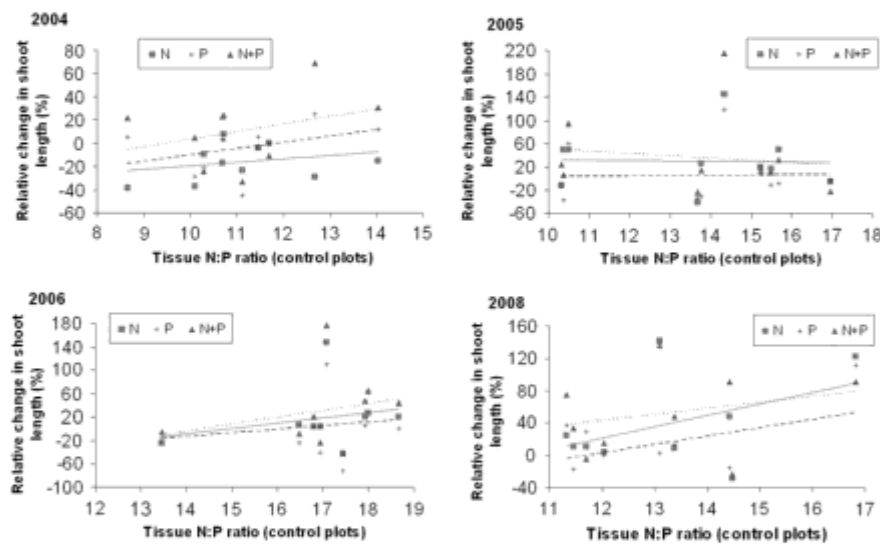 2004
80
60
40
20
0
-20
-40
-60
8 9 10 11 12 13 14 15
N P N+P
Relative change in shoot
length (%)
Tissue N:P ratio (control plots)
2005
220
180
140
100
60
20
-20
-60
10 11 12 13 14 15 16 17 18
N P N+P
Relative change in shoot
length (%)
Tissue N:P ratio (control plots)
2006
180
140
100
60
20
-20
-60
-100
12 13 14 15 16 17 18 19
N P N+P
Relative change in shoot
length (%)
Tissue N:P ratio (control plots)
2008
160
120
80
40
0
-40
11 12 13 14 15 16 17
N P N+P
Relative change in shoot
length (%)
Tissue N:P ratio (control plots)